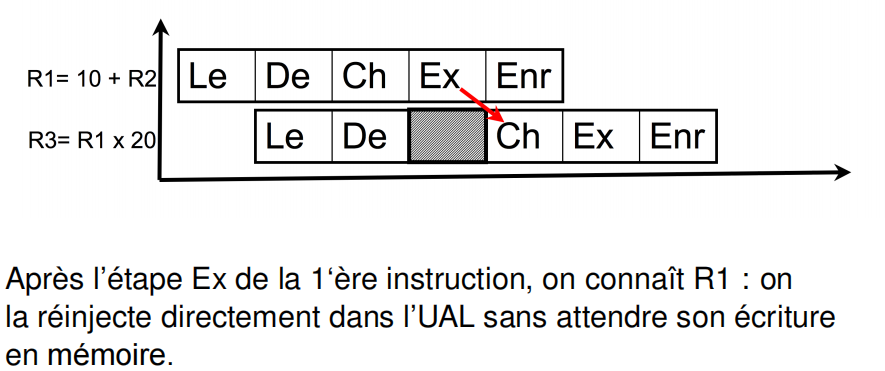 R1= 10 + R2 Le De Ch Ex Enr
R3= R1 x 20 Le De Ch Ex Enr
Après l’étape Ex de la 1‘ère instruction, on connaît R1 : on
la réinjecte directement dans l’UAL sans attendre son écriture
en mémoire.